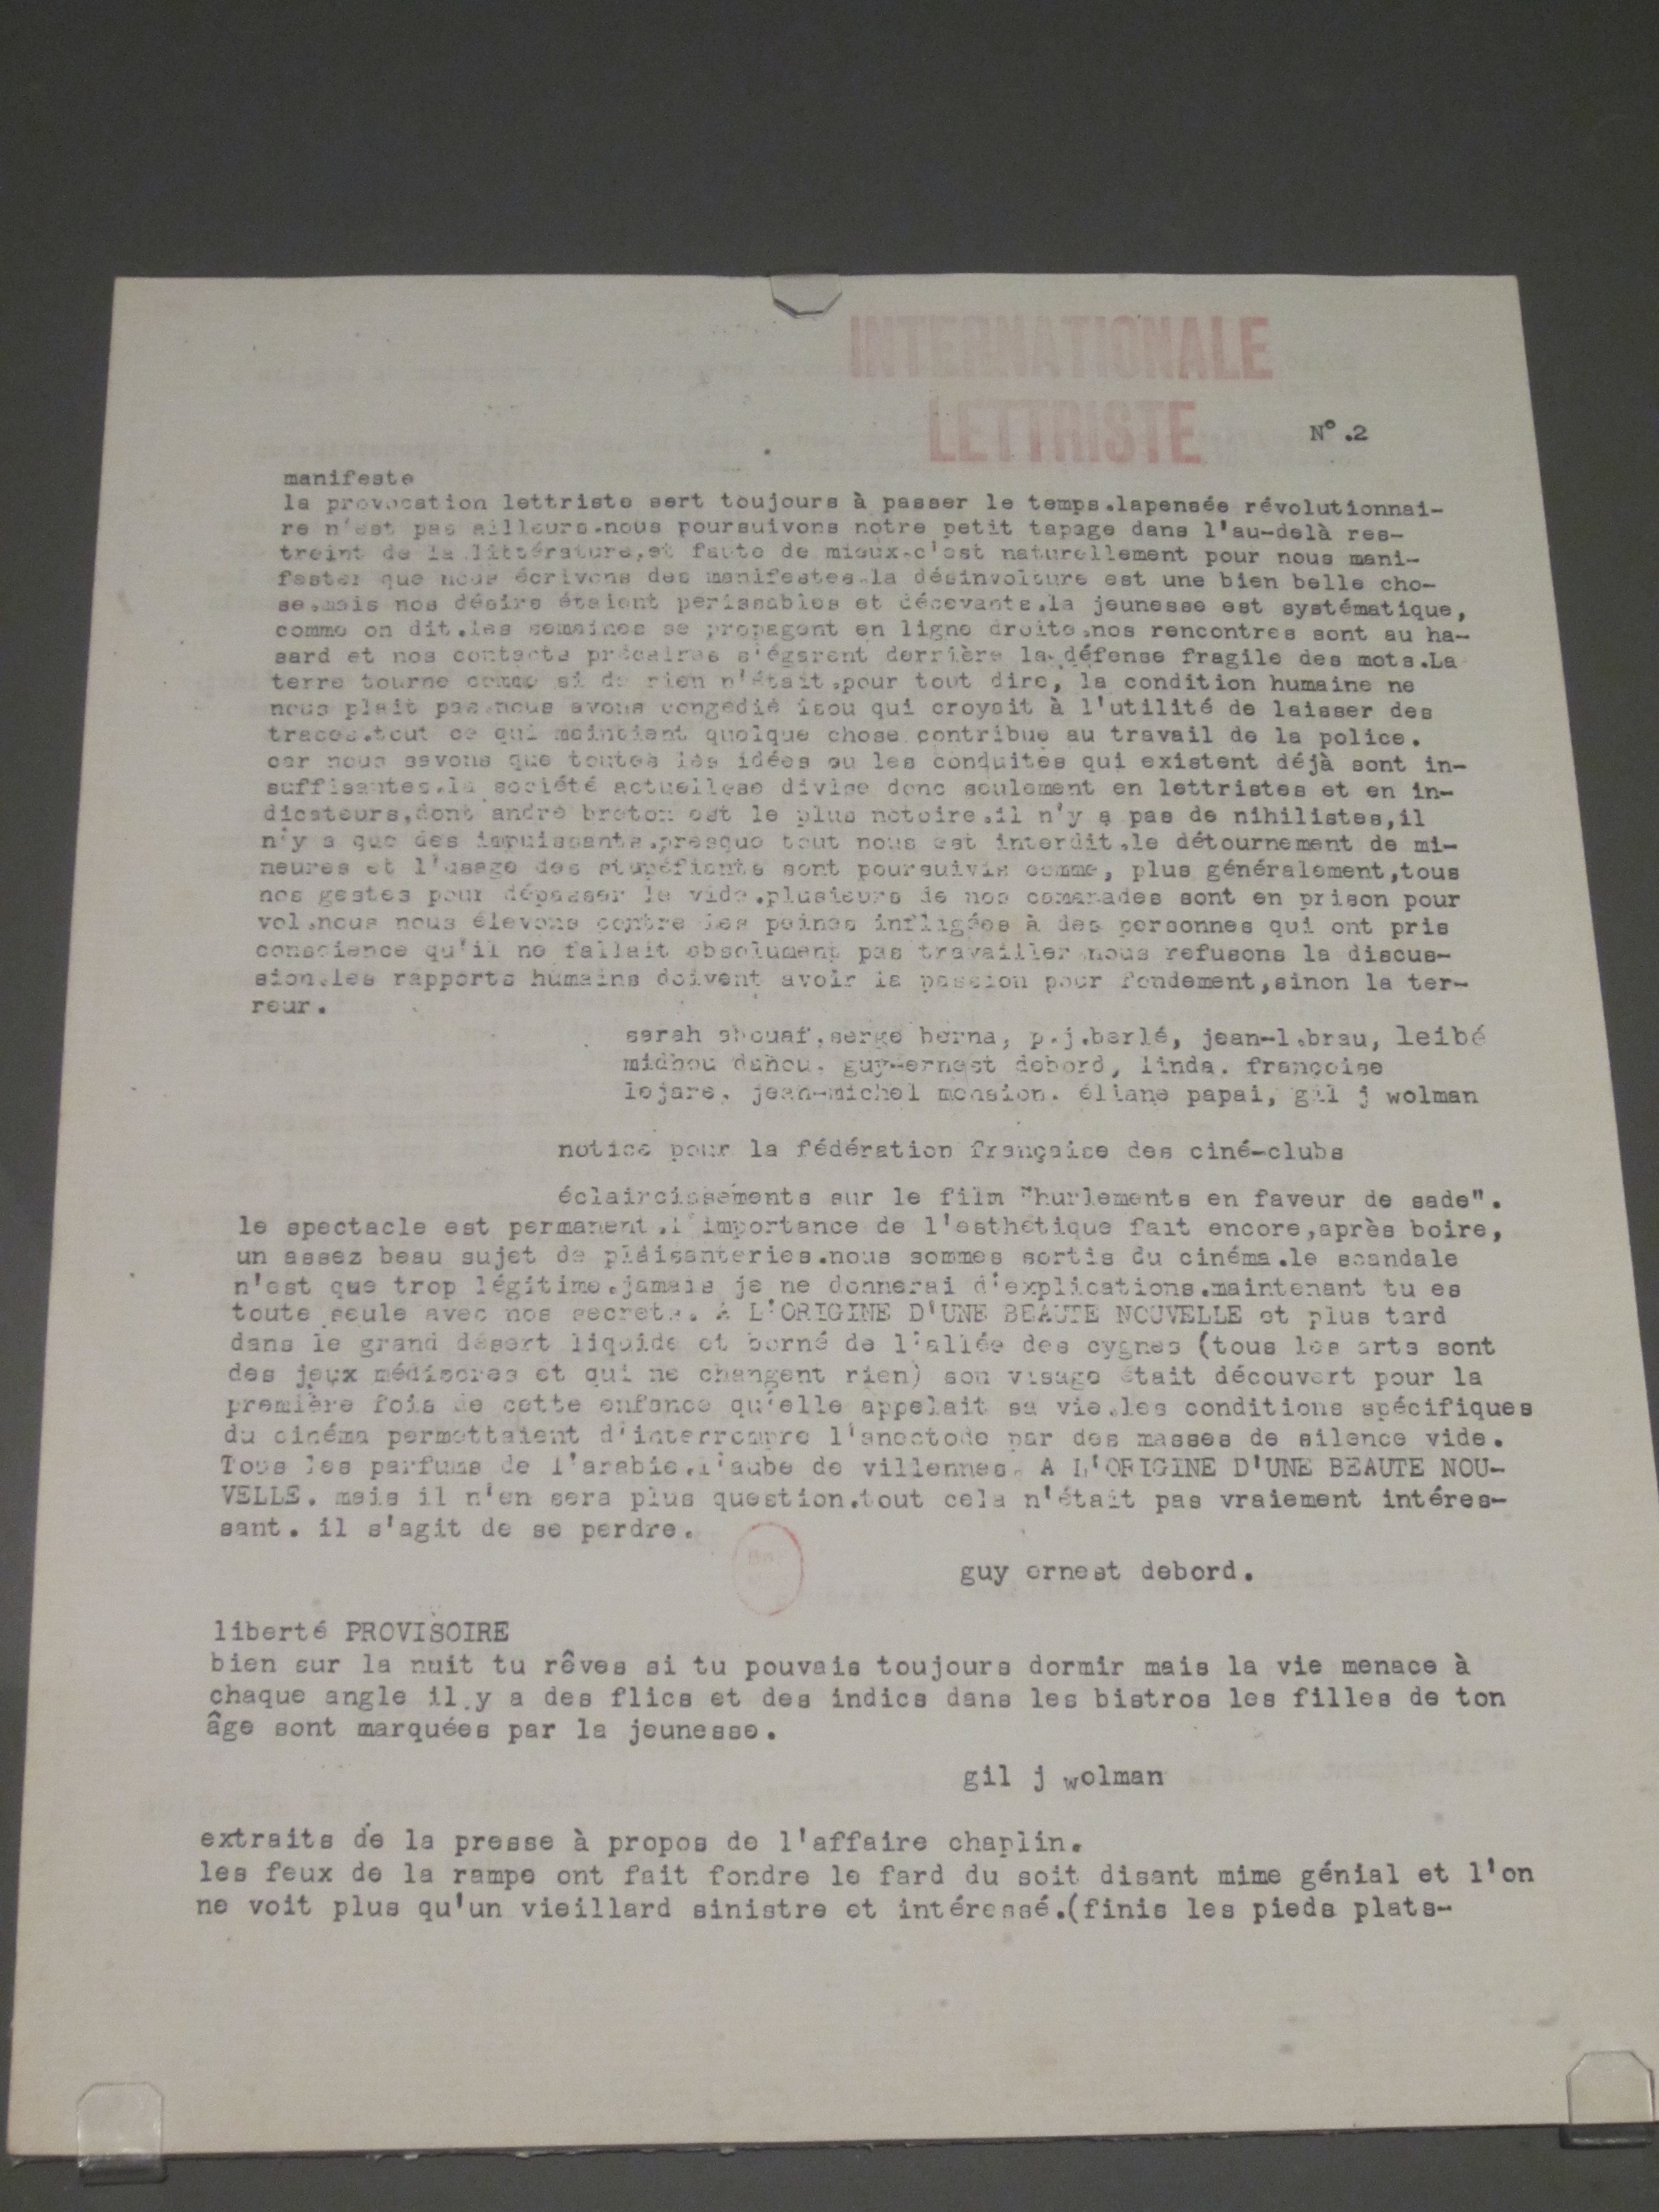 INTERNATIONALE
LETTRISTE
N° .2
manifeste
la provocation lettriste sert toujours à passer le temps.lapensée révolutionnai-
re n'est pas ailleurs.nous poursuivons notre petit tapage dans l'au-delà res-
treint de la littérature,et faute de mieux.c'est naturellement pour nous mani-
fester que nous écrivons des manifestes.la désinvolture est une bien belle cho-
se.mais nos désirs étaient perissables et décevants.la jeunesse est systématique,
comme on dit.les semaines se propagent en ligne droite.nos rencontres sont au ha-
sard et nos contacts précaires s'égarent derrière la défense fragile des mots.La
terre tourne comme si de rien n'était.pour tout dire, la condition humaine ne
nous plait pas.nous avons congédié isou qui croyait à l'utilité de laisser des
traces.tout ce qui maintient quelque chose contribue au travail de la police.
car nous savons que toutes les idées ou les conduites qui existent déjà sont in-
suffisantes.la société actuellese divise donc seulement en lettristes et en in-
dicateurs,dont andré breton est le plus notoire.il n'y a pas de nihilistes,il
n'y a que des impuissants.presque tout nous est interdit.le détournement de mi-
neures et l'usage des stupéfiants sont poursuivis comme, plus généralement,tous
nos gestes pour dépasser le vide.plusieurs de nos camarades sont en prison pour
vol.nous nous élevons contre les peines infligées à des personnes qui ont pris
conscience qu'il ne fallait absolument pas travailler.nous refusons la discus-
sion.les rapports humains doivent avoir la passion pour fondement,sinon la ter-
reur.
sarah abouaf,serge berna, p.j.berlé, jean-l.brau, leibé
midhou dahou, guy-ernest debord, linda. françoise
lejare, jean-michel mension. éliane papai, gil j wolman
notice pour la fédération française des ciné-clubs
éclaircissements sur le film "hurlements en faveur de sade".
le spectacle est permanent.l'importance de l'esthétique fait encore,après boire,
un assez beau sujet de plaisanteries.nous sommes sortis du cinéma.le scandale
n'est que trop légitime.jamais je ne donnerai d'explications.maintenant tu es
toute seule avec nos secrets. A L'ORIGINE D'UNE BEAUTE NOUVELLE et plus tard
dans le grand désert liquide et borné de l'allée des cygnes (tous les arts sont
des jeux médiocres et qui ne changent rien) son visage était découvert pour la
première fois de cette enfance qu'elle appelait sa vie.les conditions spécifiques
du cinéma permettaient d'interrompre l'anectode par des masses de silence vide.
Tous les parfums de l'arabie.l'aube de villennes. A L'ORIGINE D'UNE BEAUTE NOU-
VELLE. mais il n'en sera plus question.tout cela n'était pas vraiement intéres-
sant. il s'agit de se perdre.
guy ernest debord.
liberté PROVISOIRE
bien sur la nuit tu rêves si tu pouvais toujours dormir mais la vie menace à
chaque angle il y a des flics et des indics dans les bistros les filles de ton
âge sont marquées par la jeunesse.
gil j wolman
extraits de la presse à propos de l'affaire chaplin.
les feux de la rampe ont fait fondre le fard du soit disant mime génial et l'on
ne voit plus qu'un vieillard sinistre et intéressé.(finis les pieds plats-